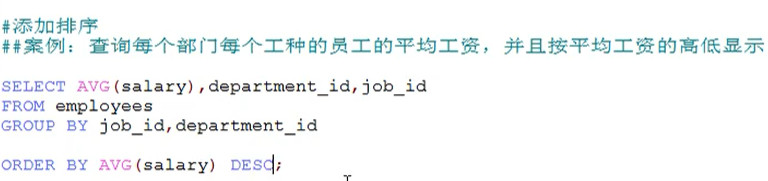 #添加排序
##案例：查询每个部门每个工种的员工的平均工资，并且按平均工资的高低显示
SELECT AVG(salary),department_id,job_id
FROM employees
GROUP BY job_id,department_id
ORDER BY AVG(salary) DESC;